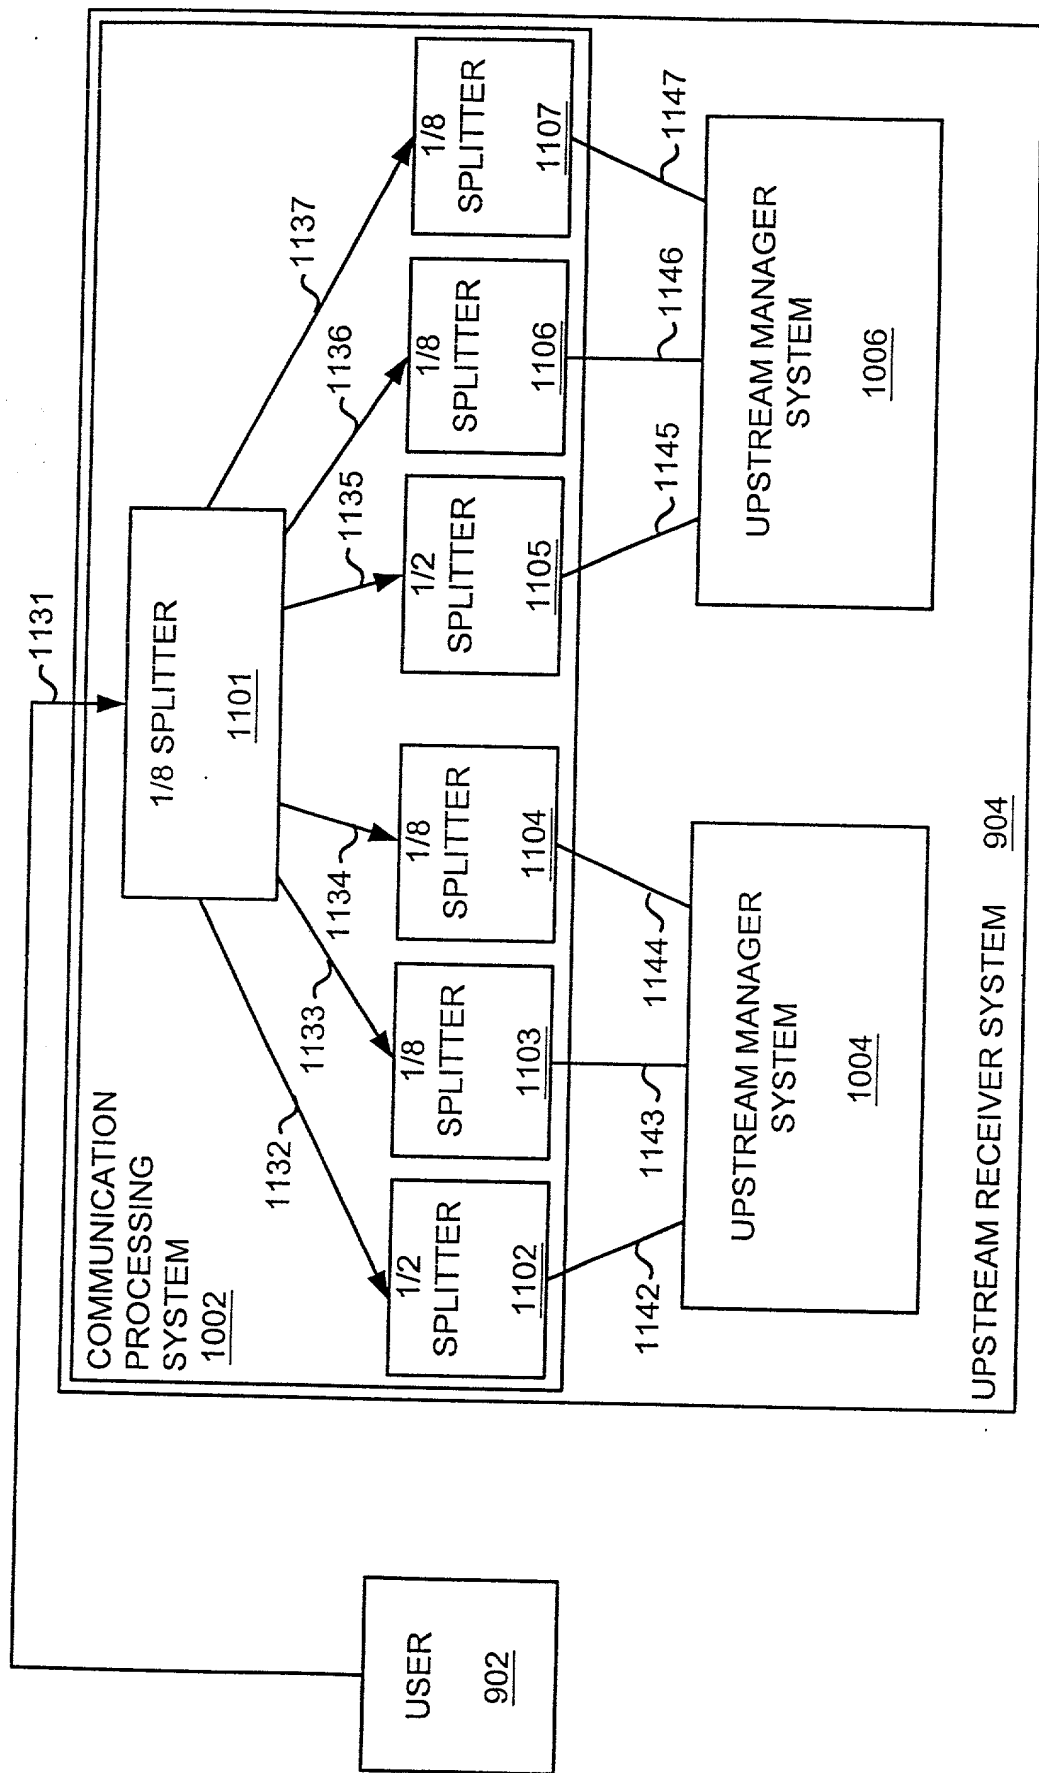 1131
COMMUNICATION
PROCESSING
SYSTEM
1002
1/8 SPLITTER
1101
1132
1133
1134
1135
1136
1137
1/2
SPLITTER
1102
1/8
SPLITTER
1103
1/8
SPLITTER
1104
1/2
SPLITTER
1105
1/8
SPLITTER
1106
1/8
SPLITTER
1107
USER
902
1142
1143
1144
1145
1146
1147
UPSTREAM MANAGER
SYSTEM
1004
UPSTREAM MANAGER
SYSTEM
1006
UPSTREAM RECEIVER SYSTEM 904